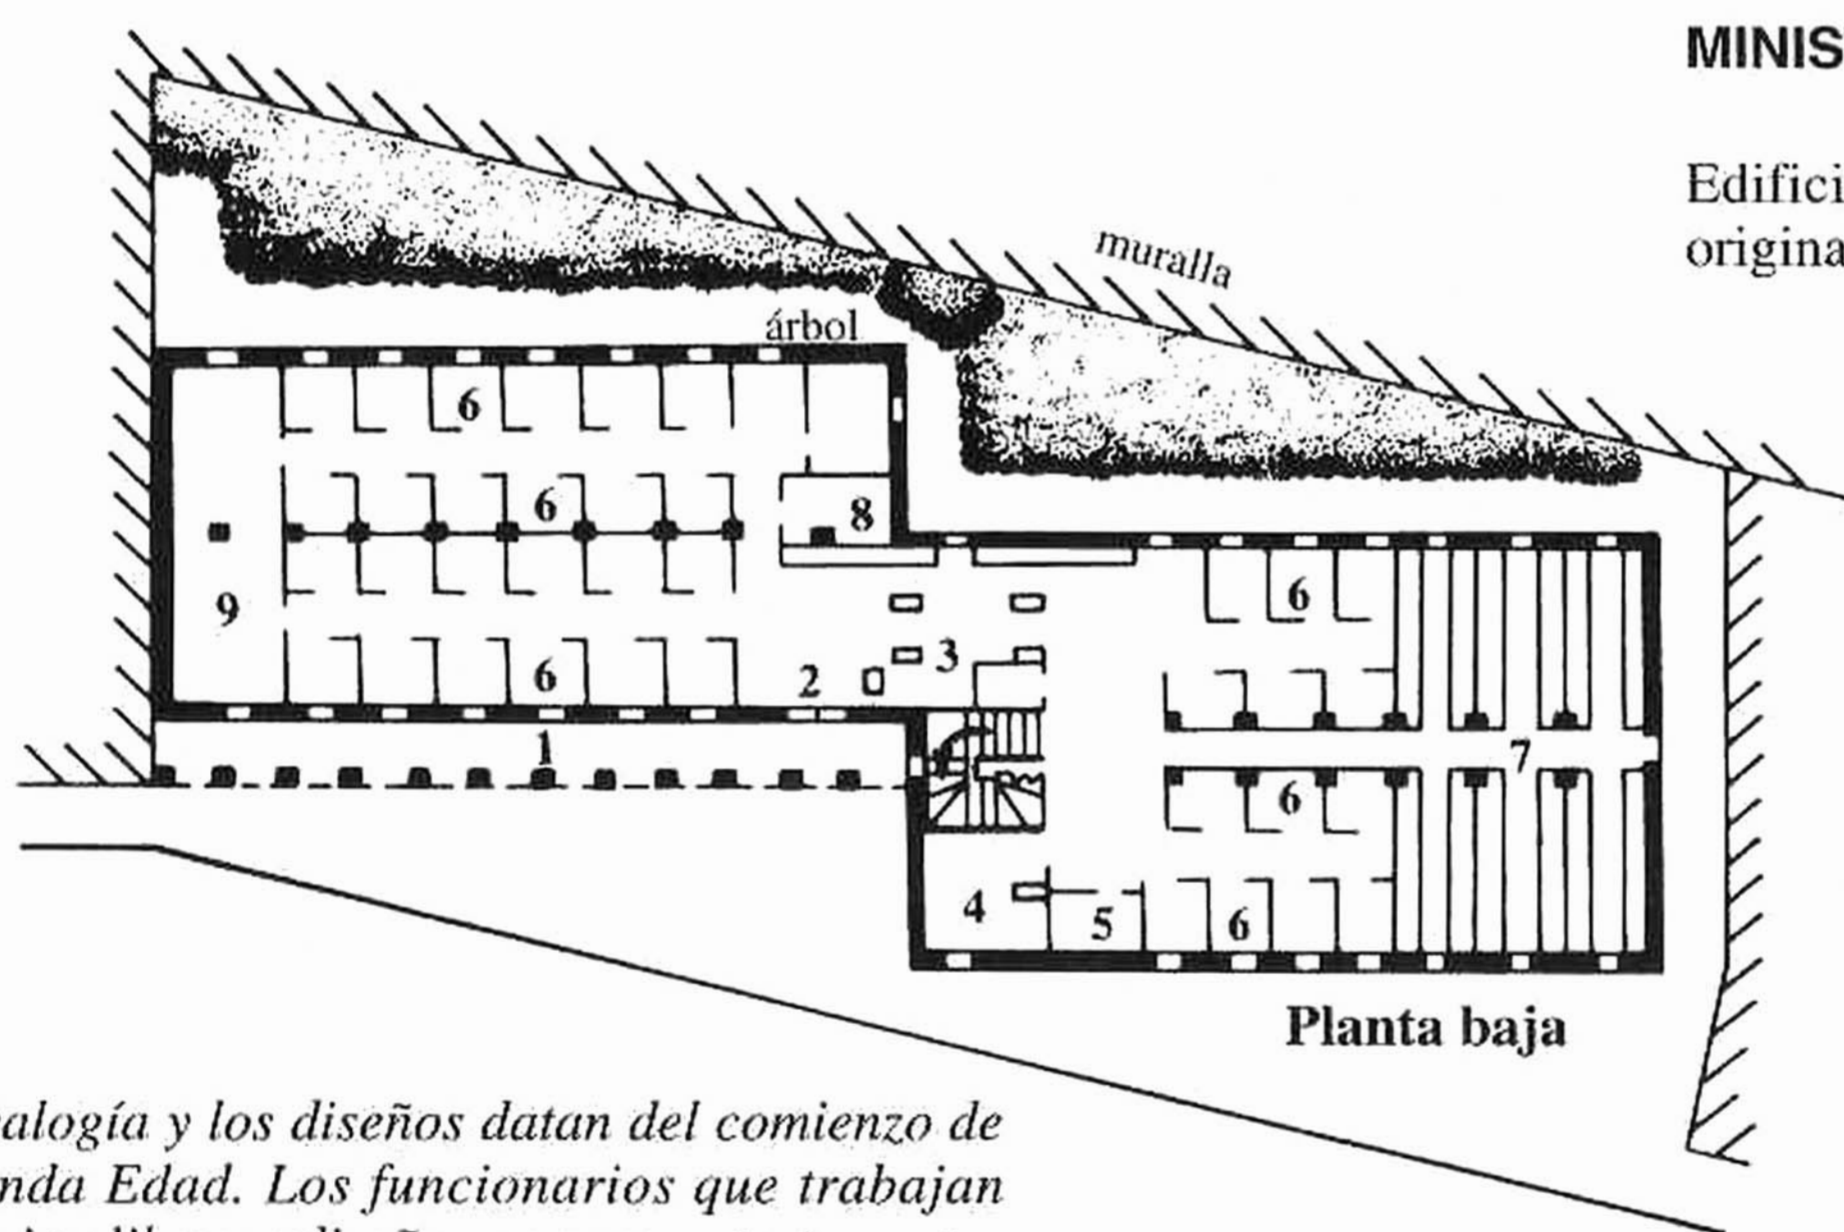 MINIS
Edifici
origina
muralla
árbol
6
6
8
9
6
2
3
6
1
7
6
4
5
6
Planta baja
alogía y los diseños datan del comienzo de
nda Edad. Los funcionarios que trabajan